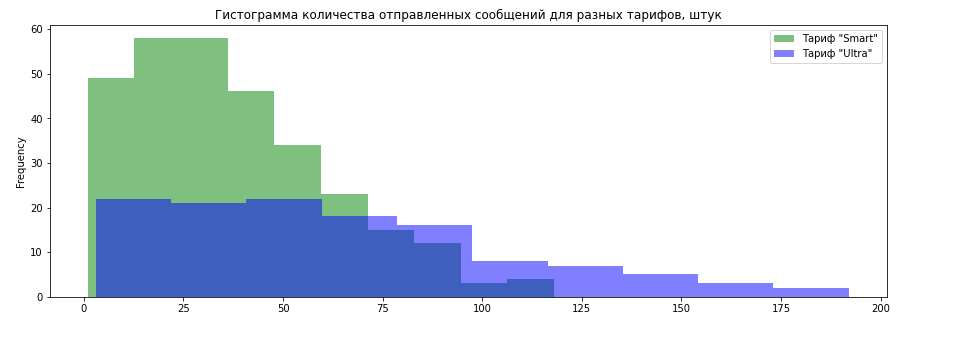 Гистограмма количества отправленных сообщений для разных тарифов, штук
Тариф "Smart"
Тариф "Ultra"
Frequency
60
50
40
30
20
10
0
0 25 50 75 100 125 150 175 200